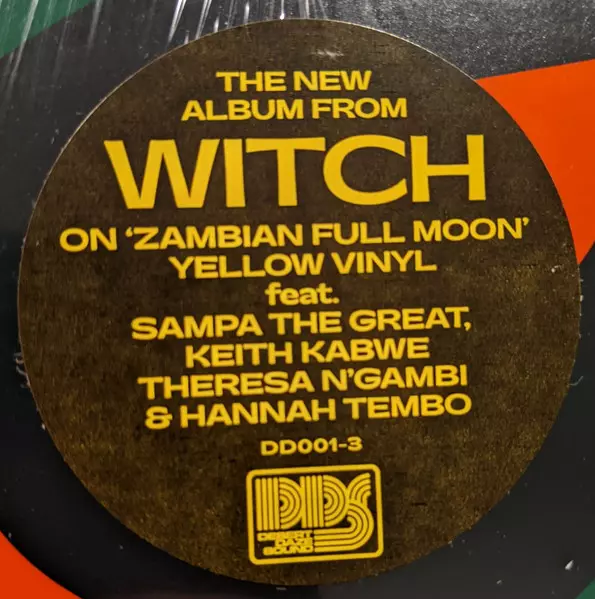 THE NEW
ALBUM FROM
WITCH
ON ‘ZAMBIAN FULL MOON’
YELLOW VINYL
feat.
SAMPA THE GREAT,
KEITH KABWE
THERESA N’GAMBI
& HANNAH TEMBO
DD001-3
DDS
DESERT
DAZE
SOUND